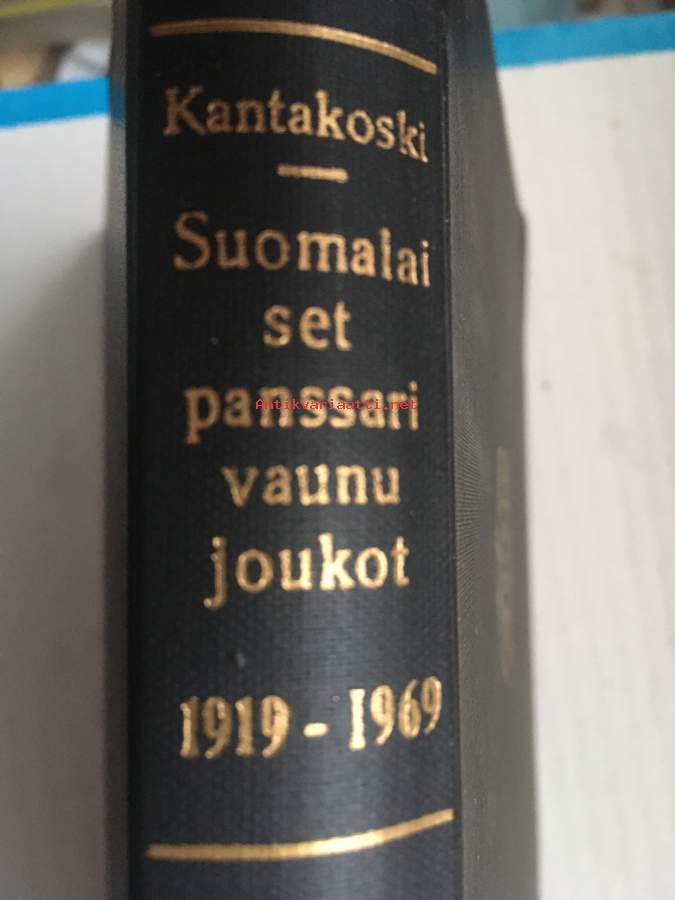 Kantakoski
Suomalai
set
panssari
Antikvariaatti.net
vaunu
joukot
1919 - 1969